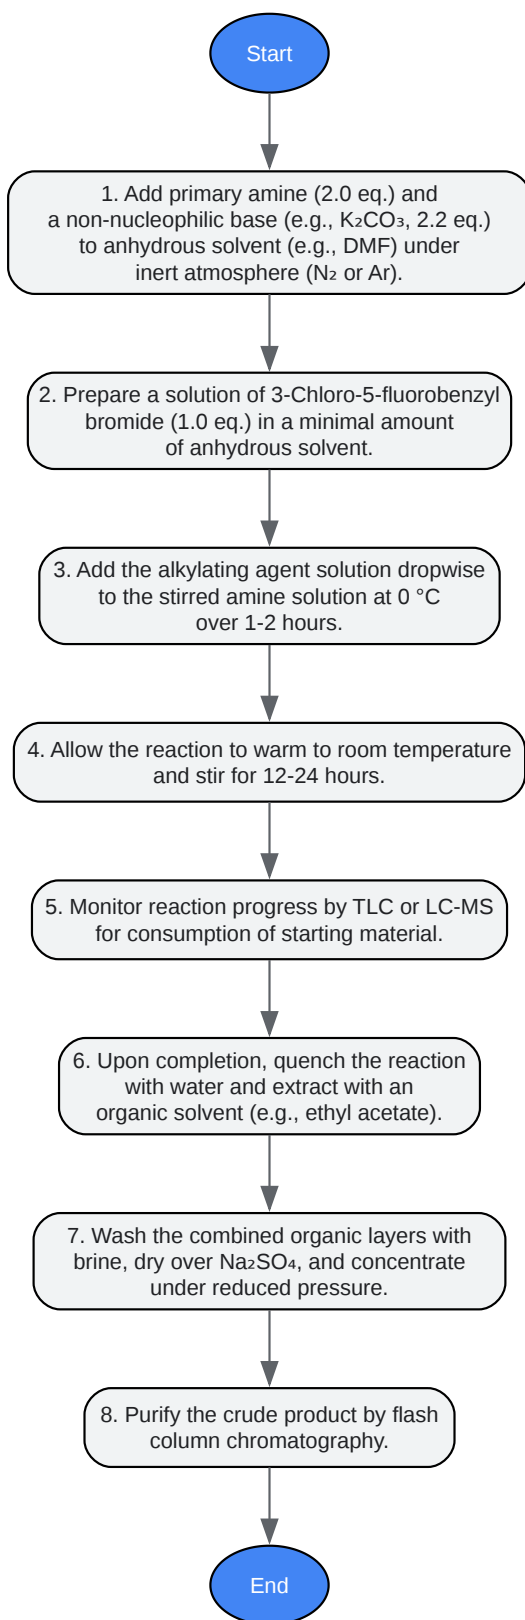 Start
1. Add primary amine (2.0 eq.) and
a non-nucleophilic base (e.g., K₂CO₃, 2.2 eq.)
to anhydrous solvent (e.g., DMF) under
inert atmosphere (N₂ or Ar).
2. Prepare a solution of 3-Chloro-5-fluorobenzyl
bromide (1.0 eq.) in a minimal amount
of anhydrous solvent.
3. Add the alkylating agent solution dropwise
to the stirred amine solution at 0 °C
over 1-2 hours.
4. Allow the reaction to warm to room temperature
and stir for 12-24 hours.
5. Monitor reaction progress by TLC or LC-MS
for consumption of starting material.
6. Upon completion, quench the reaction
with water and extract with an
organic solvent (e.g., ethyl acetate).
7. Wash the combined organic layers with
brine, dry over Na₂SO₄, and concentrate
under reduced pressure.
8. Purify the crude product by flash
column chromatography.
End